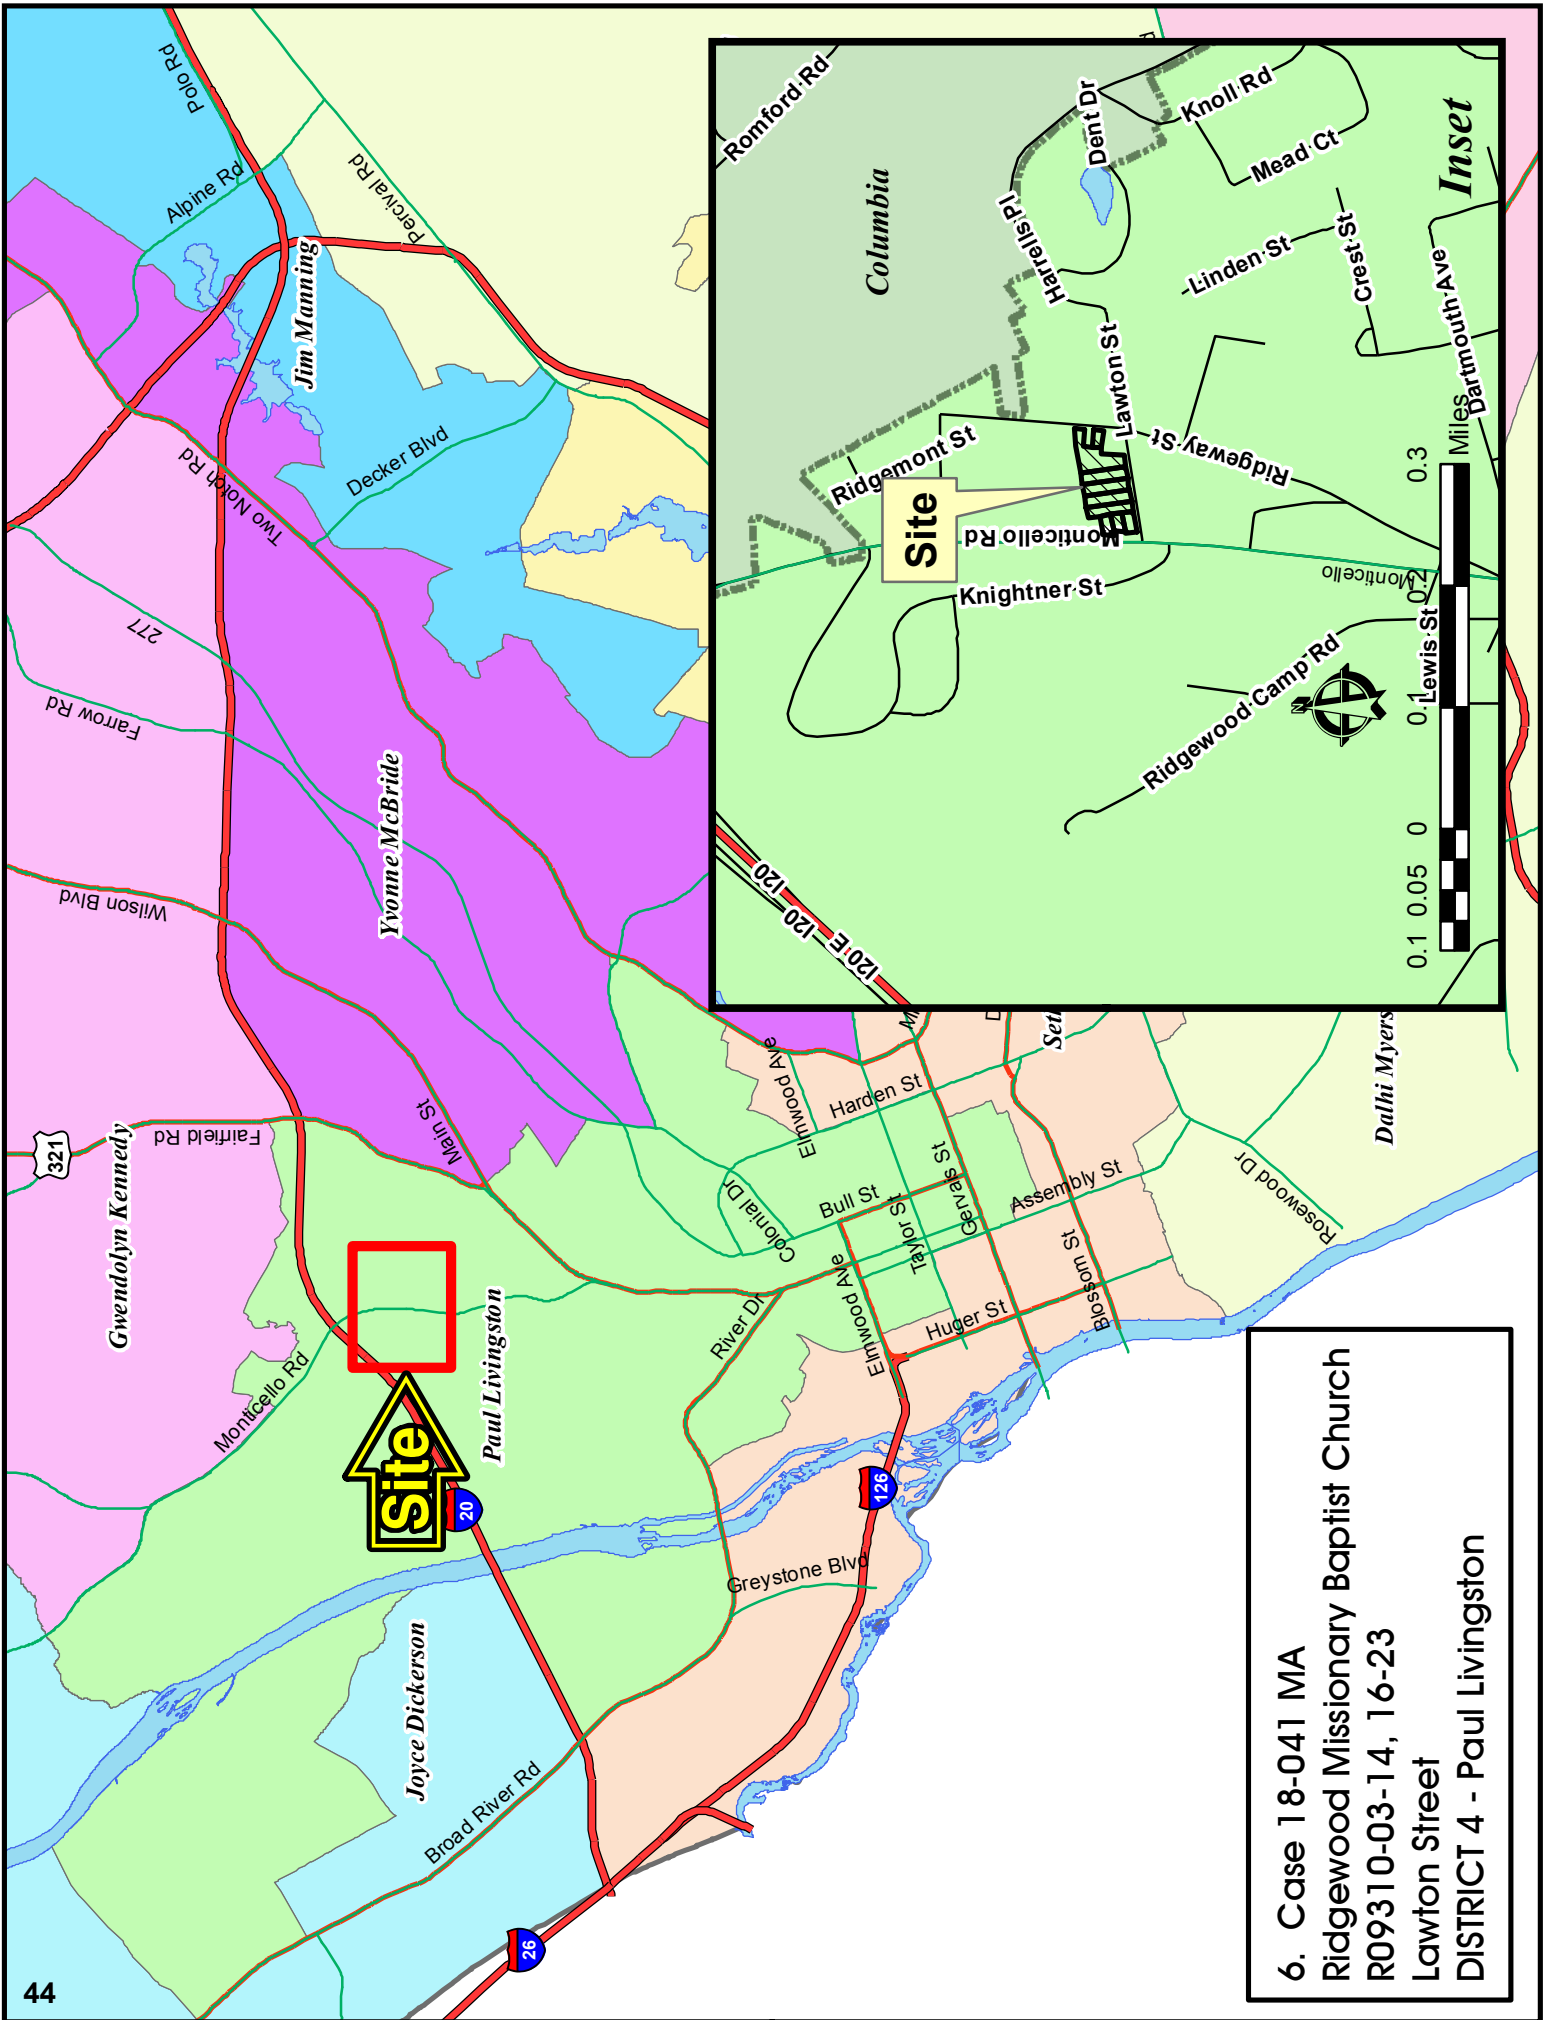 44
Polo Rd
Alpine Rd
Percival Rd
Jim Manning
Two Notch Rd
Decker Blvd
277
Farrow Rd
Yvonne McBride
Wilson Blvd
Main St
321
Fairfield Rd
Gwendolyn Kennedy
Monticello Rd
Site
20
Paul Livingston
Joyce Dickerson
Broad River Rd
26
River Dr
Greystone Blvd
126
Colonial Dr
Elmwood Ave
Harden St
Bull St
Taylor St
Gervais St
Assembly St
Elmwood Ave
Huger St
Blossom St
Rosewood Dr
Dalhi Myers
Romford Rd
Columbia
Dent Dr
Knoll Rd
Mead Ct
Inset
Harrells Pl
Linden St
Crest St
Dartmouth Ave
Lawton St
Ridgeway St
Ridgemont St
Site
Monticello Rd
Knightner St
Monticello
Lewis St
Ridgewood Camp Rd
N
I20
I20
I20 E
0.1 0.05 0 0.1 0.2 0.3
Miles
6. Case 18-041 MA
Ridgewood Missionary Baptist Church
R09310-03-14, 16-23
Lawton Street
DISTRICT 4 - Paul Livingston